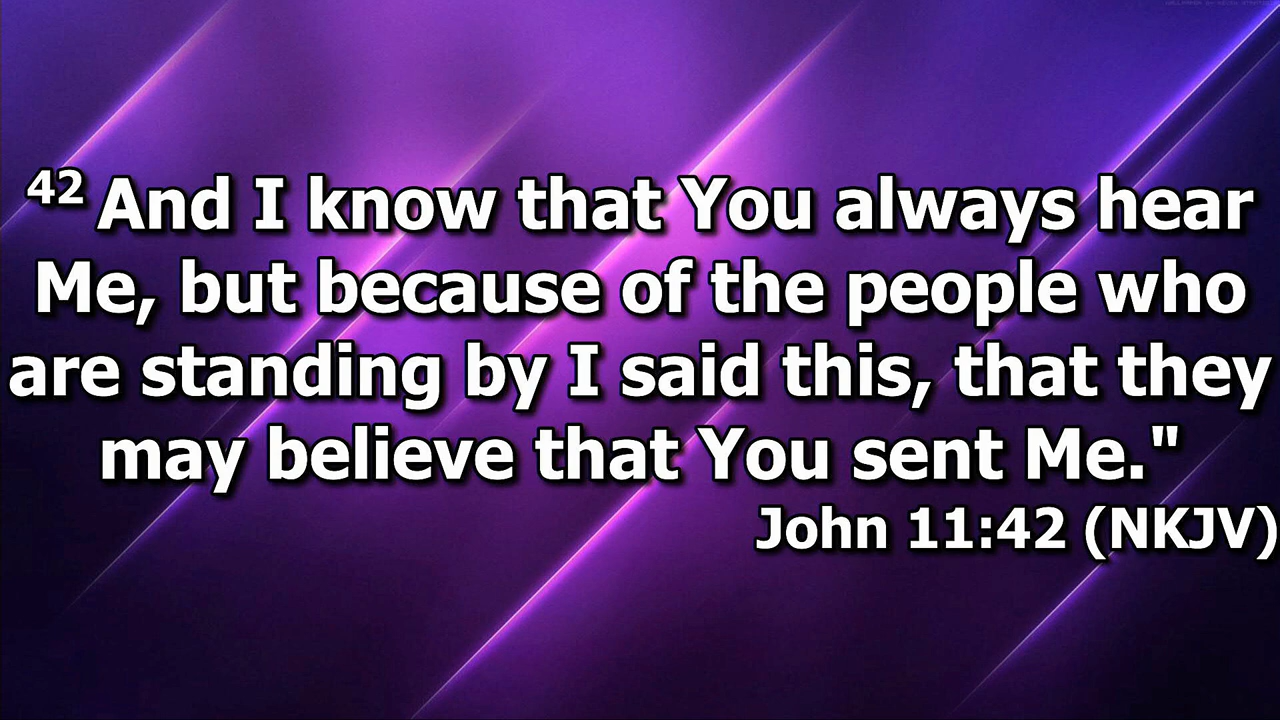 42 And I know that You always hear
Me, but because of the people who
are standing by I said this, that they
may believe that You sent Me."
John 11:42 (NKJV)